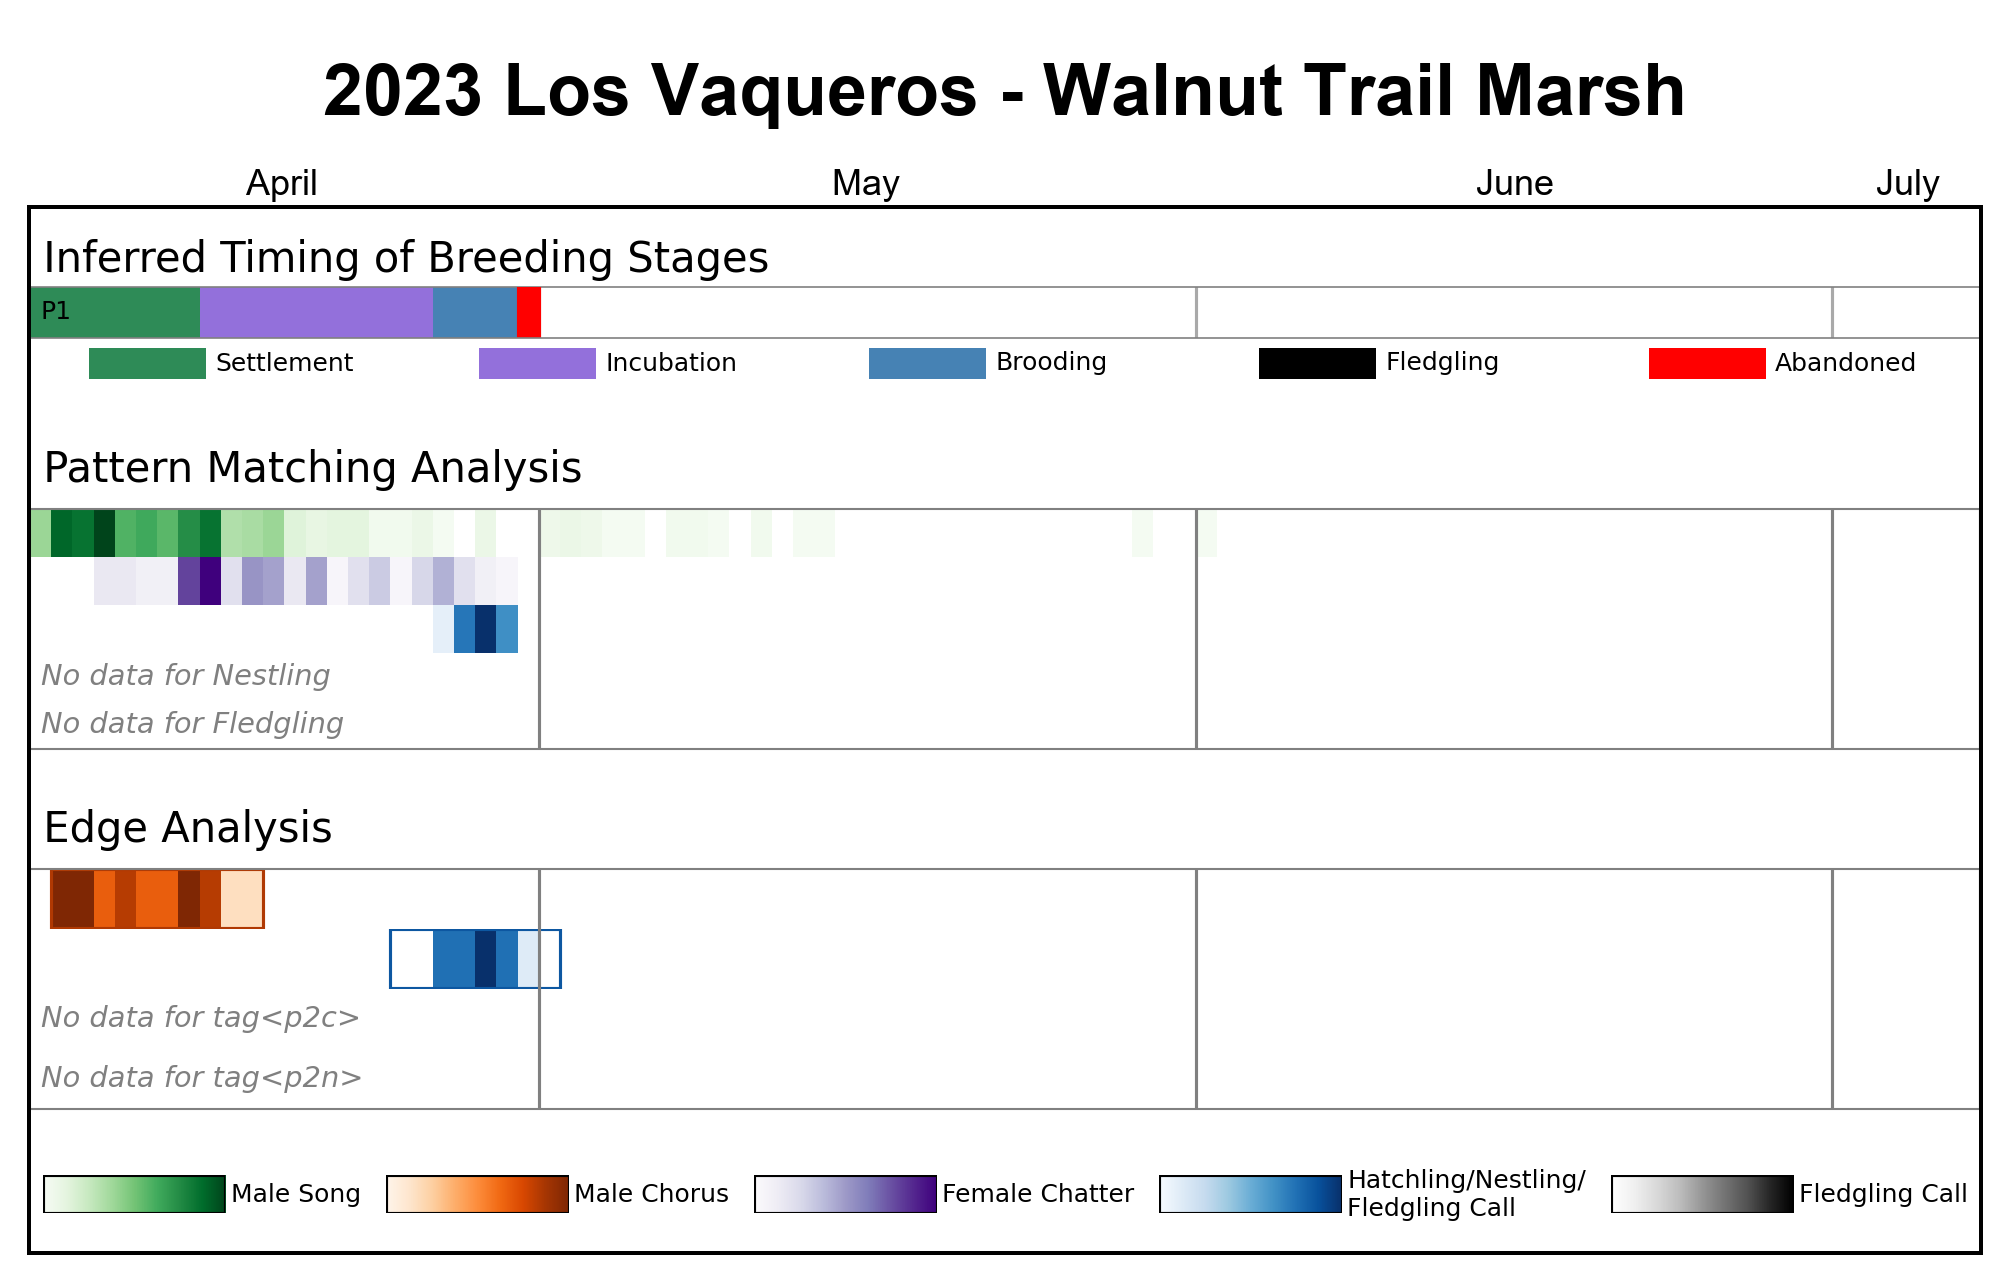 2023 Los Vaqueros - Walnut Trail Marsh
April May June July
Inferred Timing of Breeding Stages
P1
Settlement Incubation Brooding Fledgling Abandoned
Pattern Matching Analysis
No data for Nestling
No data for Fledgling
Edge Analysis
No data for tag<p2c>
No data for tag<p2n>
Male Song Male Chorus Female Chatter Hatchling/Nestling/
Fledgling Call Fledgling Call